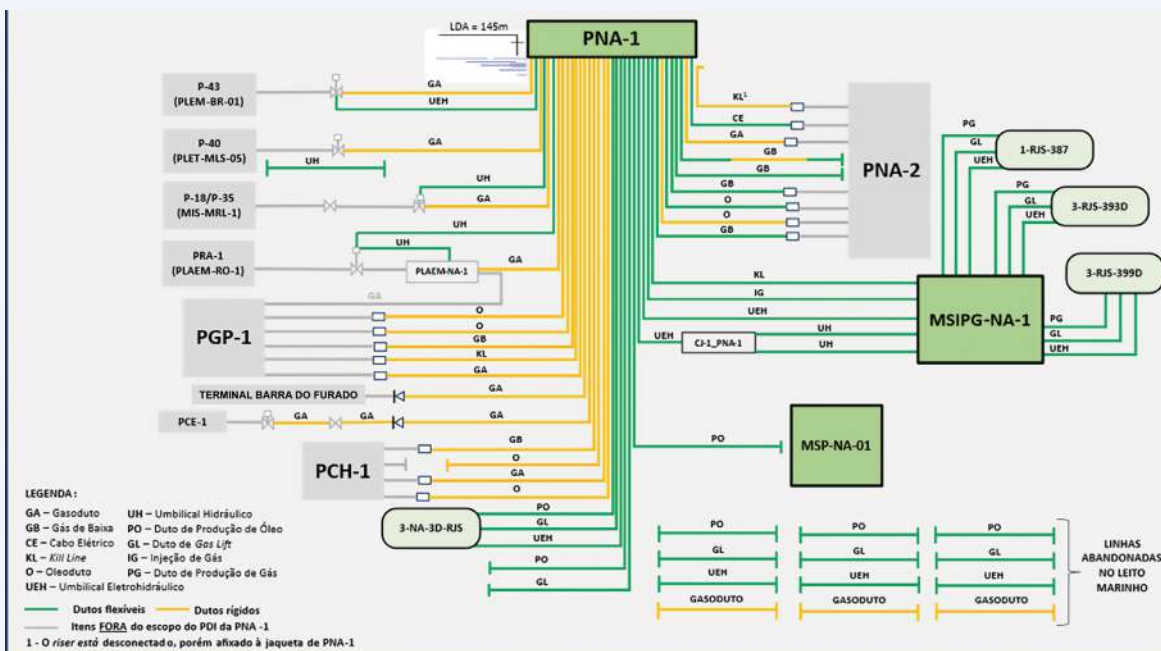 LDA = 145m
PNA-1
P-43
(PLEM-BR-01)
GA
UEH
P-40
(PLET-MLS-05)
GA
UH
P-18/P-35
(MIS-MRL-1)
UH
GA
UH
PRA-1
(PLAEM-RO-1)
UH
PLAEM-NA-1
GA
GA
PGP-1
O
O
GB
KL
GA
TERMINAL BARRA DO FURADO
GA
PCE-1
GA
GA
GA
PCH-1
GB
O
GA
O
3-NA-3D-RJS
PO
GL
UEH
PO
GL
KL¹
CE
GA
GB
GB
GB
O
O
GB
PNA-2
PG
GL
UEH
1-RJS-387
PG
GL
UEH
3-RJS-393D
3-RJS-399D
PG
GL
UEH
KL
IG
UEH
UEH
CJ-1_PNA-1
UH
UH
MSIPG-NA-1
PO
MSP-NA-01
PO PO PO
GL GL GL
UEH UEH UEH
GASODUTO GASODUTO GASODUTO
LINHAS
ABANDONADAS
NO LEITO
MARINHO
LEGENDA :
GA – Gasoduto UH – Umbilical Hidráulico
GB – Gás de Baixa PO – Duto de Produção de Óleo
CE – Cabo Elétrico GL – Duto de Gas Lift
KL – Kill Line IG – Injeção de Gás
O – Oleoduto PG – Duto de Produção de Gás
UEH – Umbilical Eletrohidráulico
Dutos flexíveis Dutos rígidos
Itens FORA do escopo do PDI da PNA -1
1 - O riser está desconectado, porém afixado à jaqueta de PNA-1